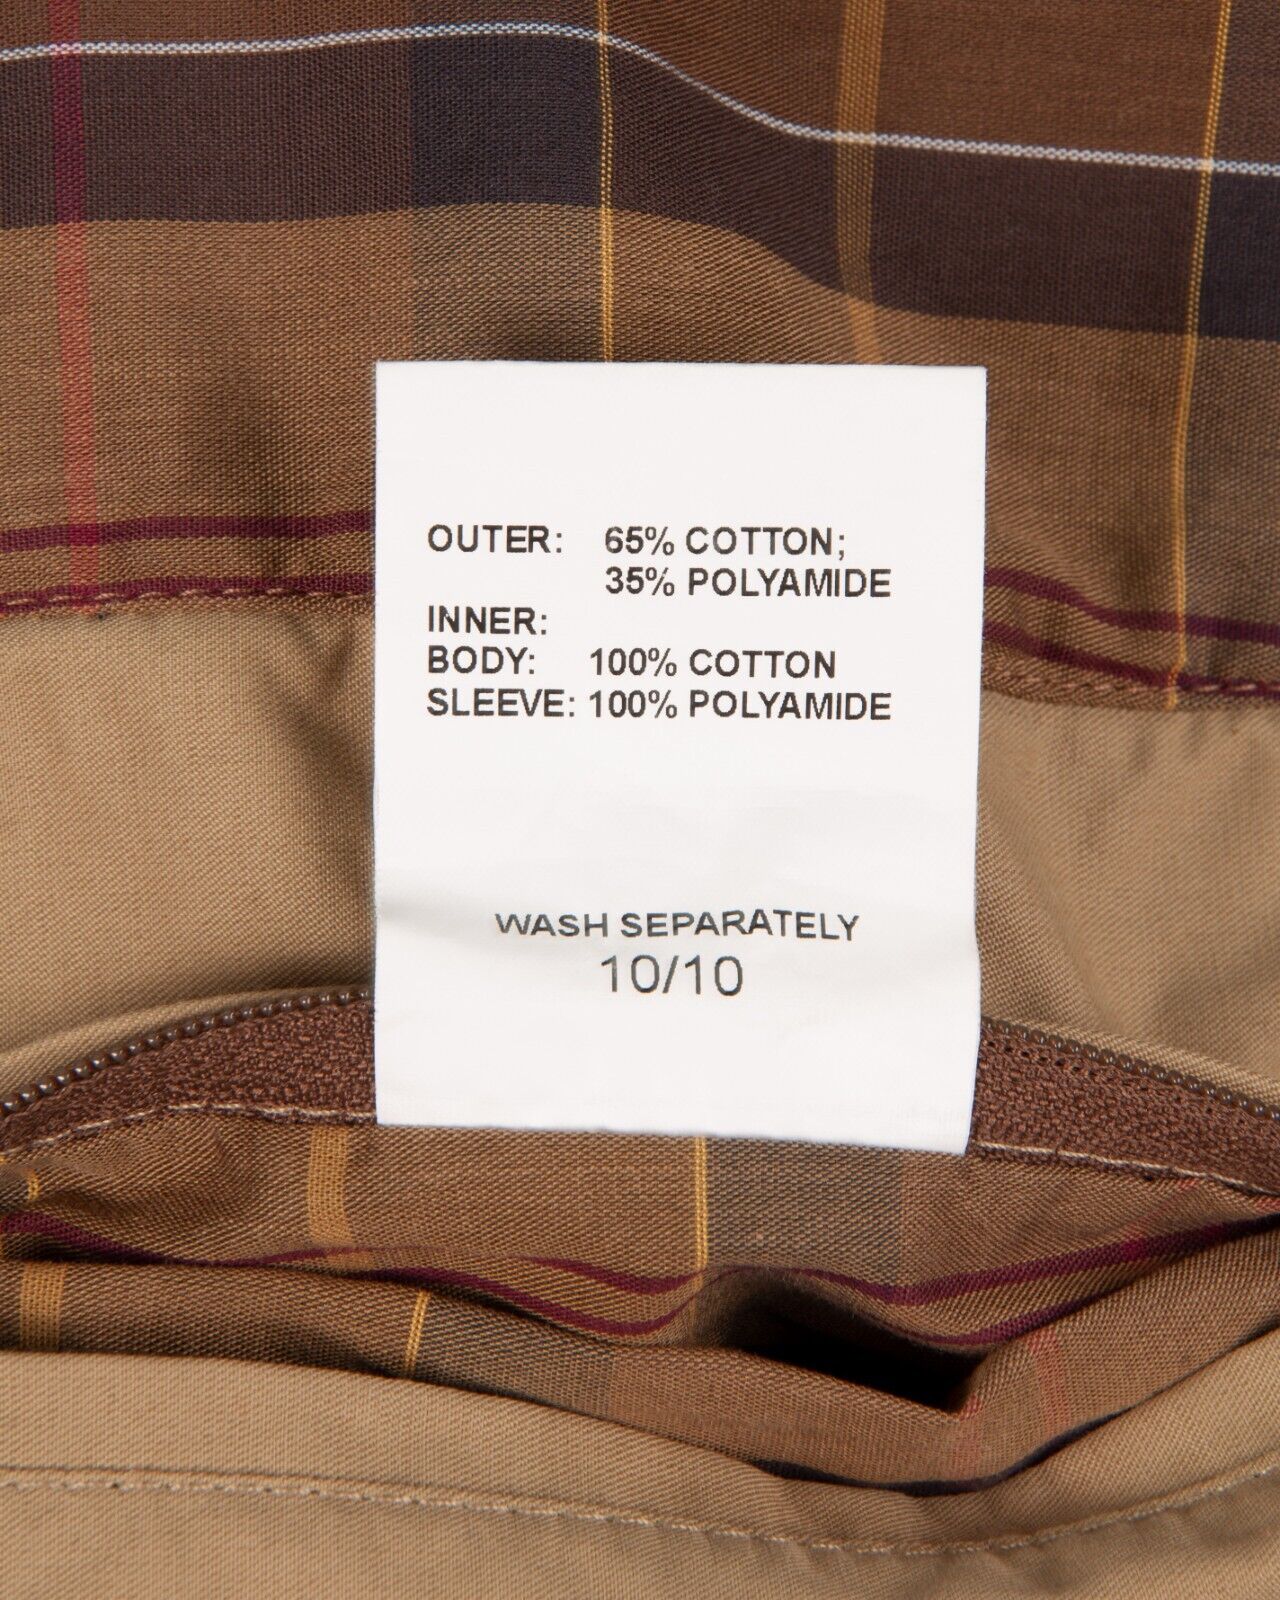 OUTER: 65% COTTON;
35% POLYAMIDE
INNER:
BODY: 100% COTTON
SLEEVE: 100% POLYAMIDE
WASH SEPARATELY
10/10